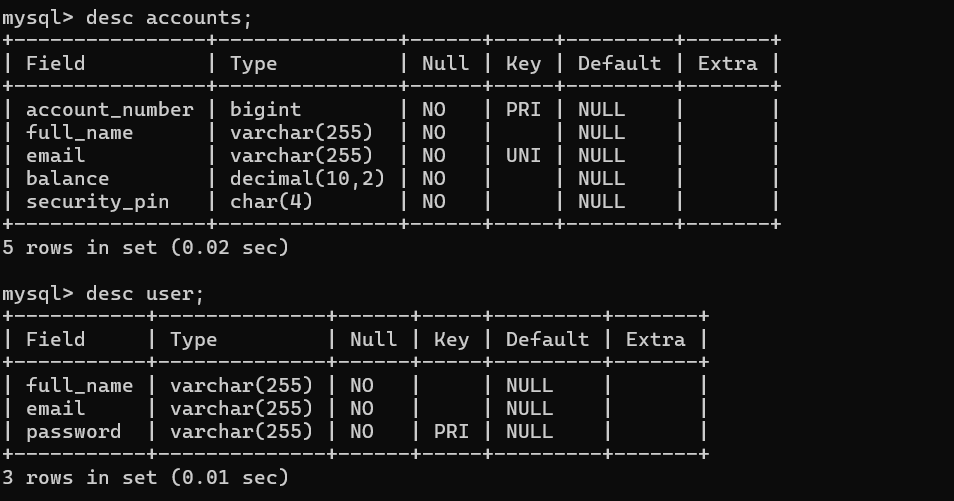 mysql> desc accounts;
+----------------+---------------+------+-----+---------+-------+
| Field          | Type          | Null | Key | Default | Extra |
+----------------+---------------+------+-----+---------+-------+
| account_number | bigint        | NO   | PRI | NULL    |       |
| full_name      | varchar(255)  | NO   |     | NULL    |       |
| email          | varchar(255)  | NO   | UNI | NULL    |       |
| balance        | decimal(10,2) | NO   |     | NULL    |       |
| security_pin   | char(4)       | NO   |     | NULL    |       |
+----------------+---------------+------+-----+---------+-------+
5 rows in set (0.02 sec)

mysql> desc user;
+-----------+--------------+------+-----+---------+-------+
| Field     | Type         | Null | Key | Default | Extra |
+-----------+--------------+------+-----+---------+-------+
| full_name | varchar(255) | NO   |     | NULL    |       |
| email     | varchar(255) | NO   |     | NULL    |       |
| password  | varchar(255) | NO   | PRI | NULL    |       |
+-----------+--------------+------+-----+---------+-------+
3 rows in set (0.01 sec)